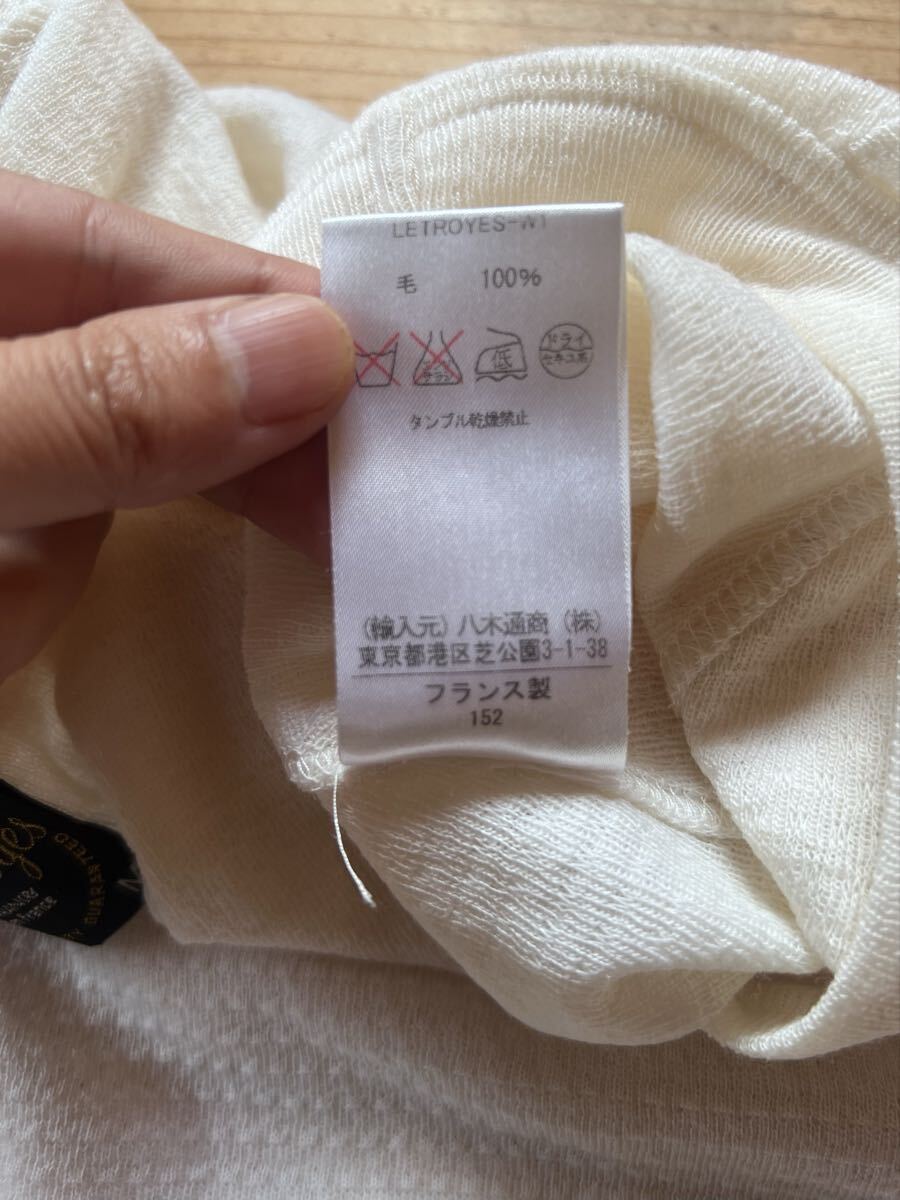 LETROYES-W1
毛 100%
低 ドライ セキユ系
タンブル乾燥禁止
(輸入元) 八木通商 (株)
東京都港区芝公園3-1-38
フランス製
152